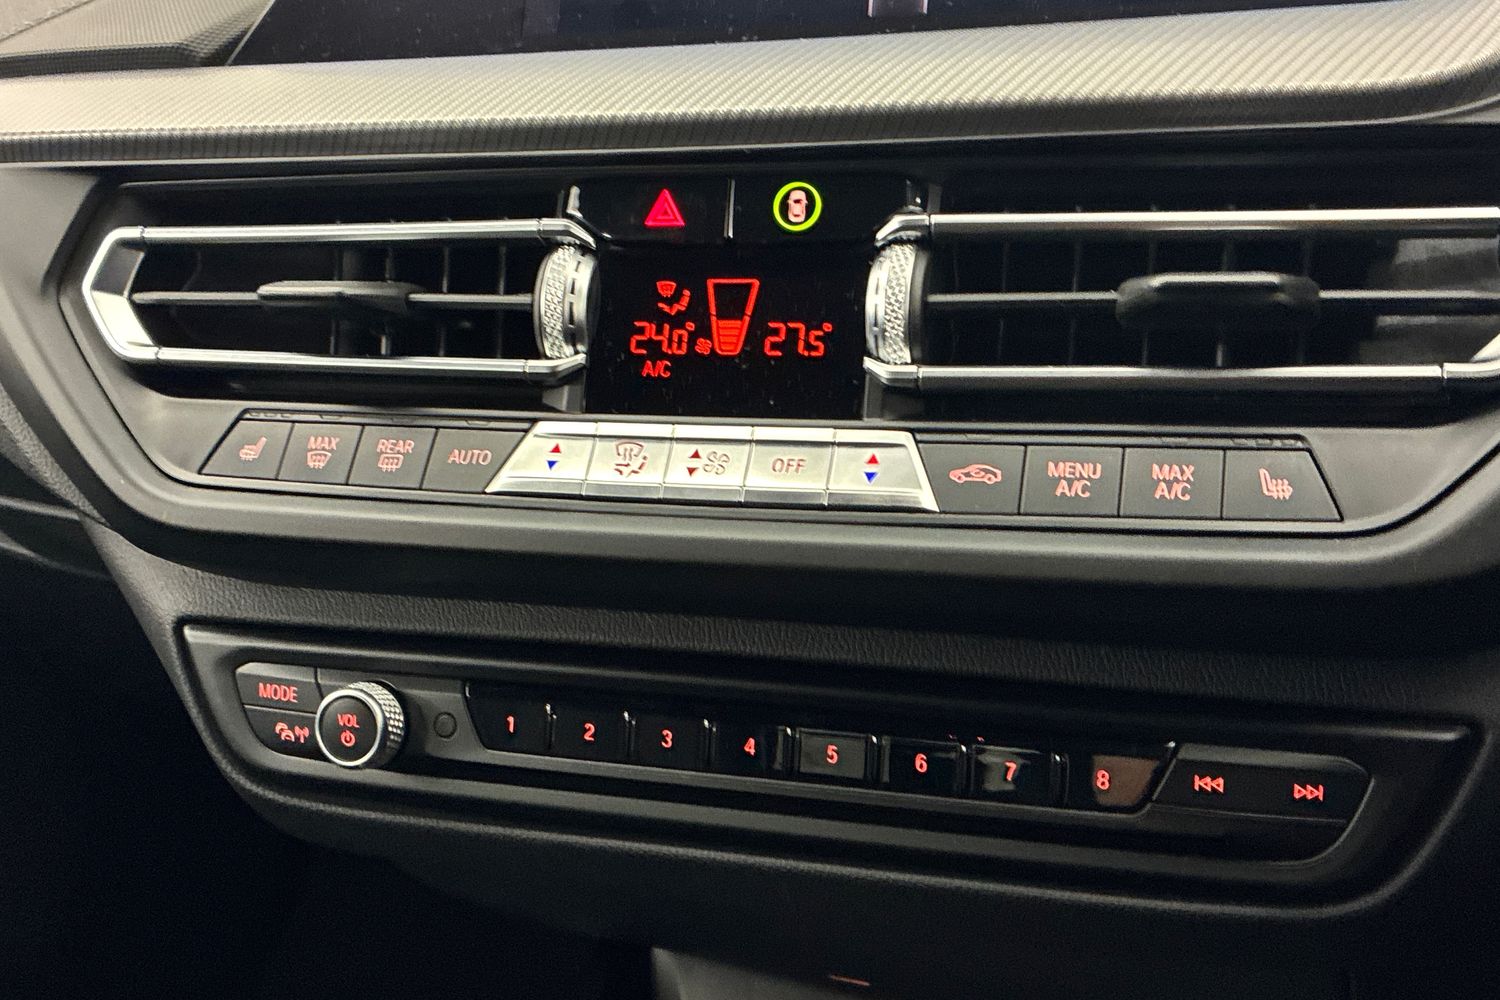 24.0°
27.5°
A/C
MAX
REAR
AUTO
OFF
MENU
A/C
MAX
A/C
MODE
VOL
1
2
3
4
5
6
7
8